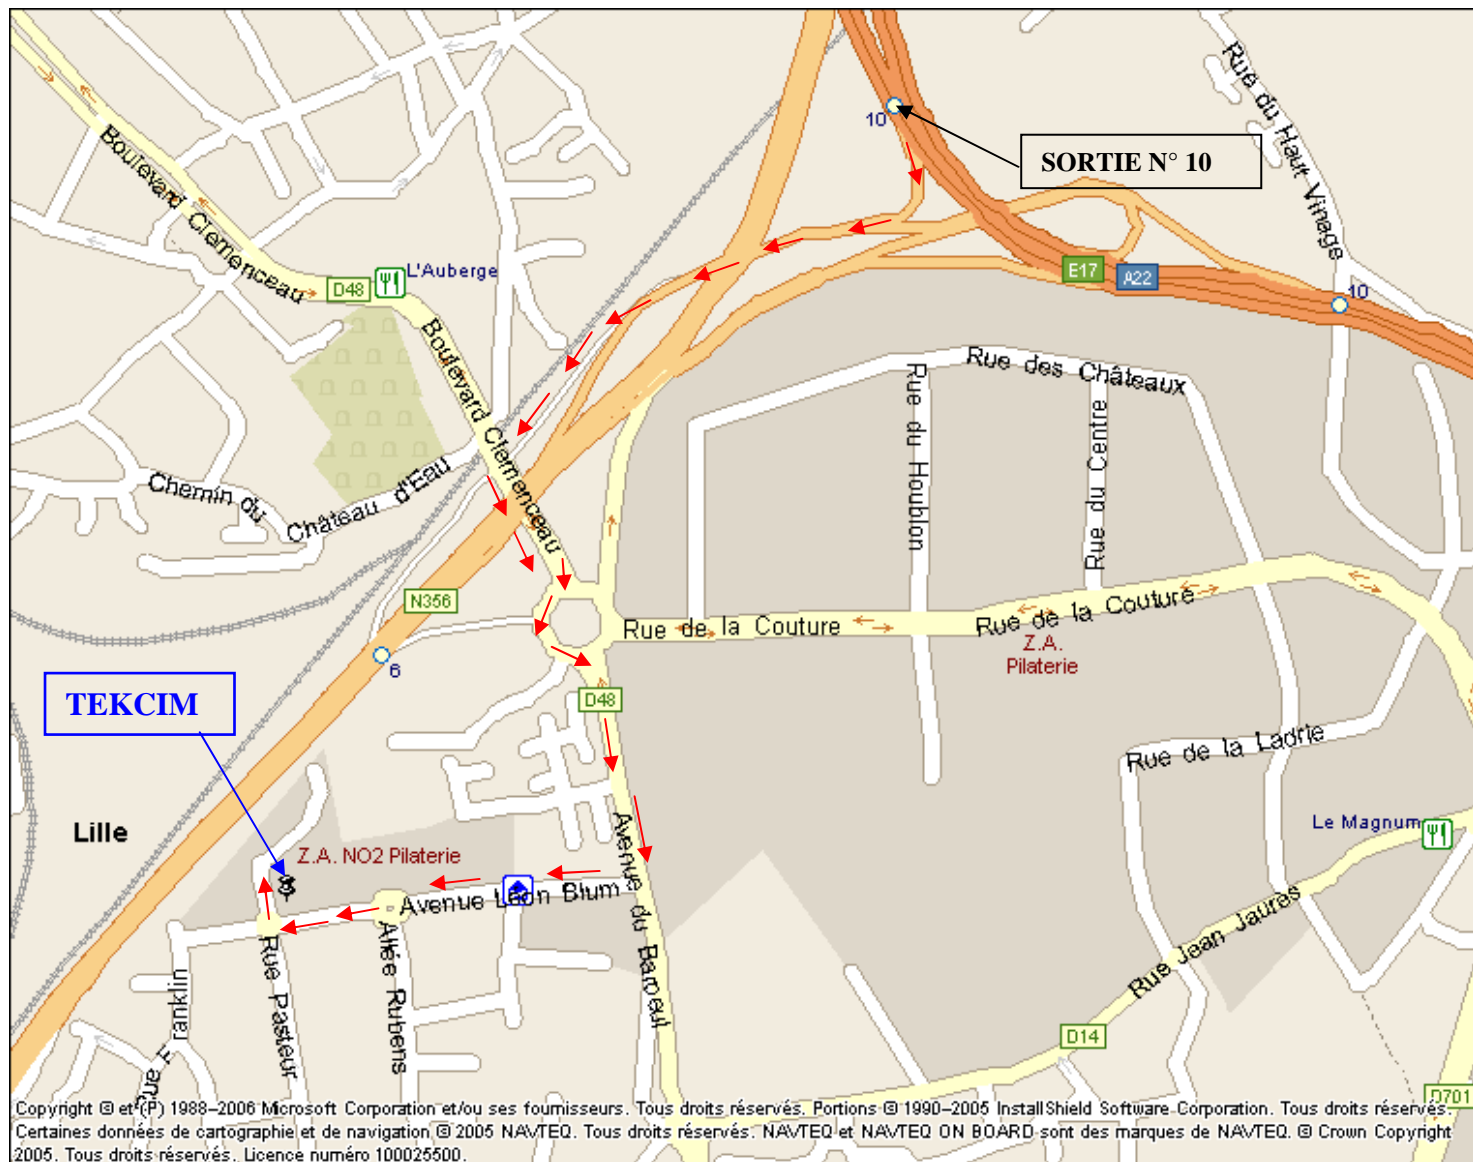 SORTIE N° 10
10
Rue du Haut Vinage
Boulevard Clemenceau
L'Auberge
D48
E17
A22
10
Boulevard Clemenceau
Rue des Châteaux
Rue du Houblon
Rue du Centre
Chemin du Château d'Eau
N356
Rue de la Couture
Rue de la Couture
Z.A.
Pilaterie
6
TEKCIM
D48
Rue de la Ladrie
Lille
Avenue du Baroeul
Le Magnum
Z.A. NO2 Pilaterie
Avenue Léon Blum
Allée Rubens
Rue Pasteur
Rue Franklin
Rue Jean Jaurès
D14
D701
Copyright © et (P) 1988–2006 Microsoft Corporation et/ou ses fournisseurs. Tous droits réservés. Portions © 1990–2005 InstallShield Software Corporation. Tous droits réservés.
Certaines données de cartographie et de navigation © 2005 NAVTEQ. Tous droits réservés. NAVTEQ et NAVTEQ ON BOARD sont des marques de NAVTEQ. © Crown Copyright
2005. Tous droits réservés. Licence numéro 100025500.